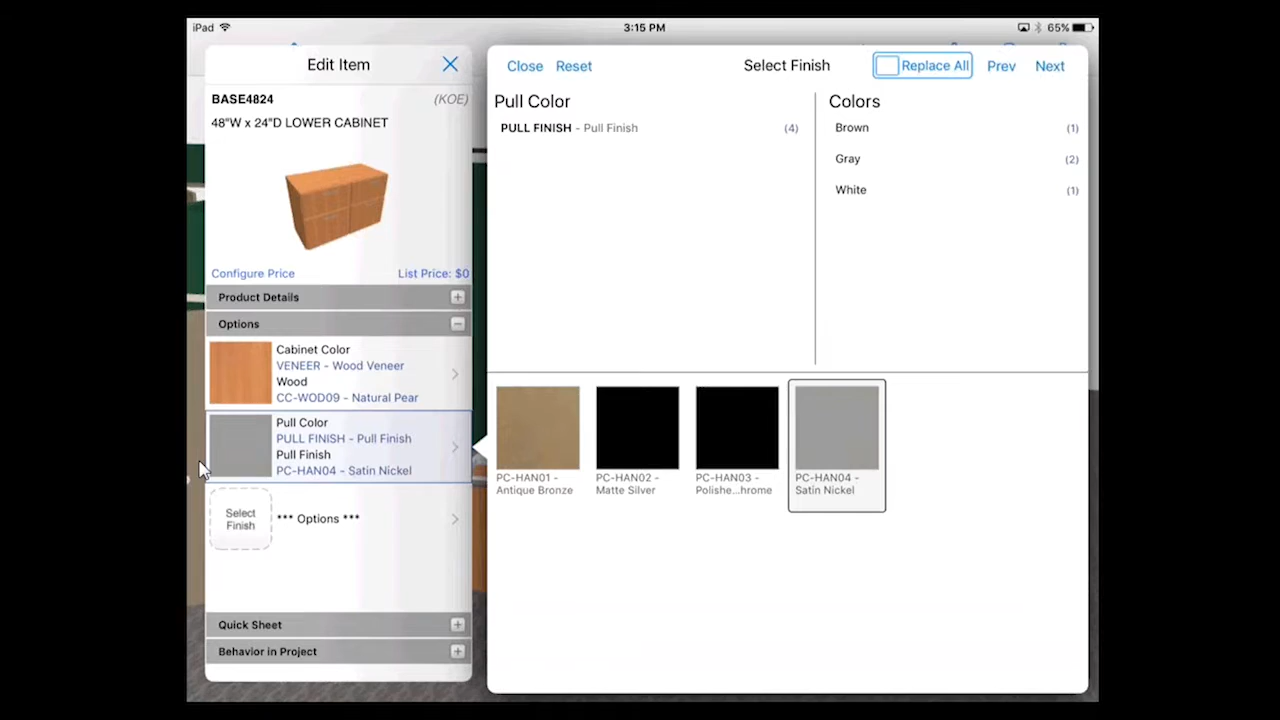 iPad
3:15 PM
65%
Edit Item
BASE4824 (KOE)
48"W x 24"D LOWER CABINET
Configure Price List Price: $0
Product Details
Options
Cabinet Color
VENEER - Wood Veneer
Wood
CC-WOD09 - Natural Pear
Pull Color
PULL FINISH - Pull Finish
Pull Finish
PC-HAN04 - Satin Nickel
Select
Finish
*** Options ***
Quick Sheet
Behavior in Project
Close Reset Select Finish Replace All Prev Next
Pull Color
PULL FINISH - Pull Finish (4)
Colors
Brown (1)
Gray (2)
White (1)
PC-HAN01 -
Antique Bronze
PC-HAN02 -
Matte Silver
PC-HAN03 -
Polishe...hrome
PC-HAN04 -
Satin Nickel